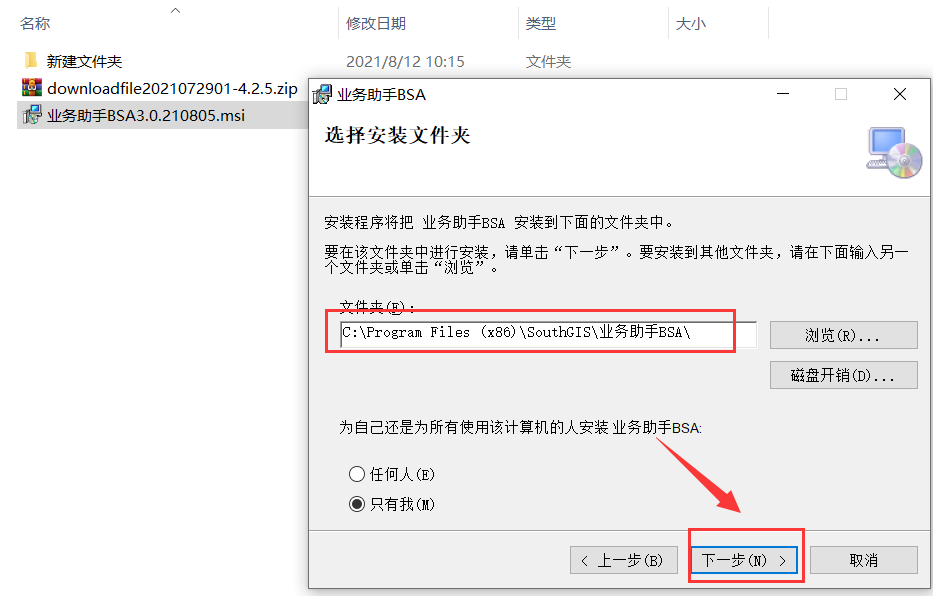 名称 修改日期 类型 大小
新建文件夹 2021/8/12 10:15 文件夹
downloadfile2021072901-4.2.5.zip
业务助手BSA3.0.210805.msi
业务助手BSA
选择安装文件夹
安装程序将把 业务助手BSA 安装到下面的文件夹中。
要在该文件夹中进行安装，请单击“下一步”。要安装到其他文件夹，请在下面输入另一
个文件夹或单击“浏览”。
文件夹(F)：
C:\Program Files (x86)\SouthGIS\业务助手BSA\
浏览(R)...
磁盘开销(D)...
为自己还是为所有使用该计算机的人安装 业务助手BSA:
任何人(E)
只有我(M)
< 上一步(B) 下一步(N) > 取消